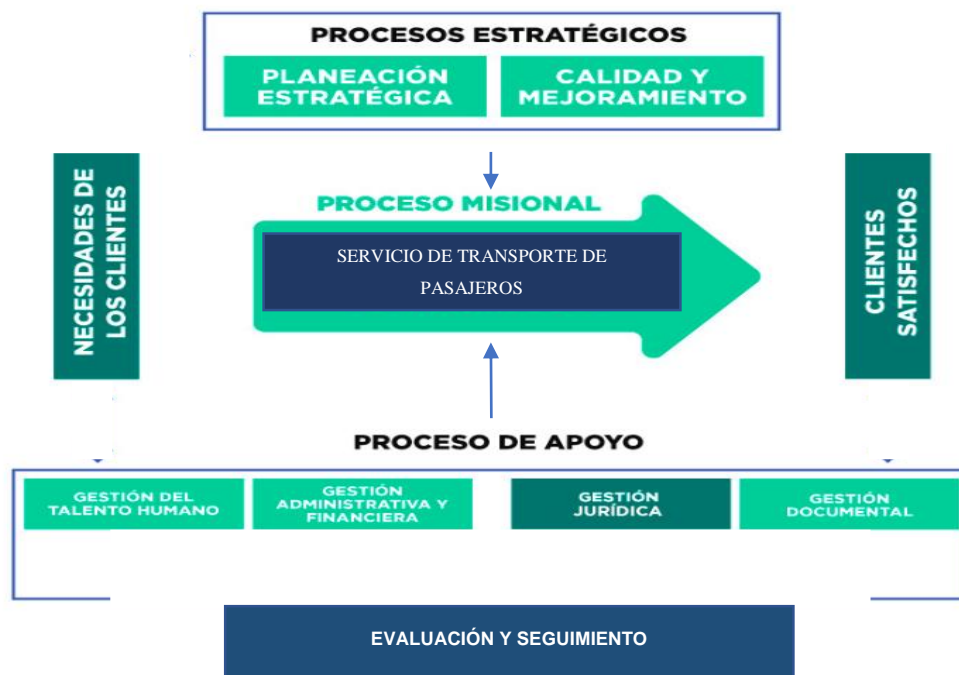 PROCESOS ESTRATÉGICOS
PLANEACIÓN
ESTRATÉGICA
CALIDAD Y
MEJORAMIENTO
NECESIDADES DE
LOS CLIENTES
PROCESO MISIONAL
SERVICIO DE TRANSPORTE DE
PASAJEROS
CLIENTES
SATISFECHOS
PROCESO DE APOYO
GESTIÓN DEL
TALENTO HUMANO
GESTIÓN
ADMINISTRATIVA Y
FINANCIERA
GESTIÓN
JURÍDICA
GESTIÓN
DOCUMENTAL
EVALUACIÓN Y SEGUIMIENTO